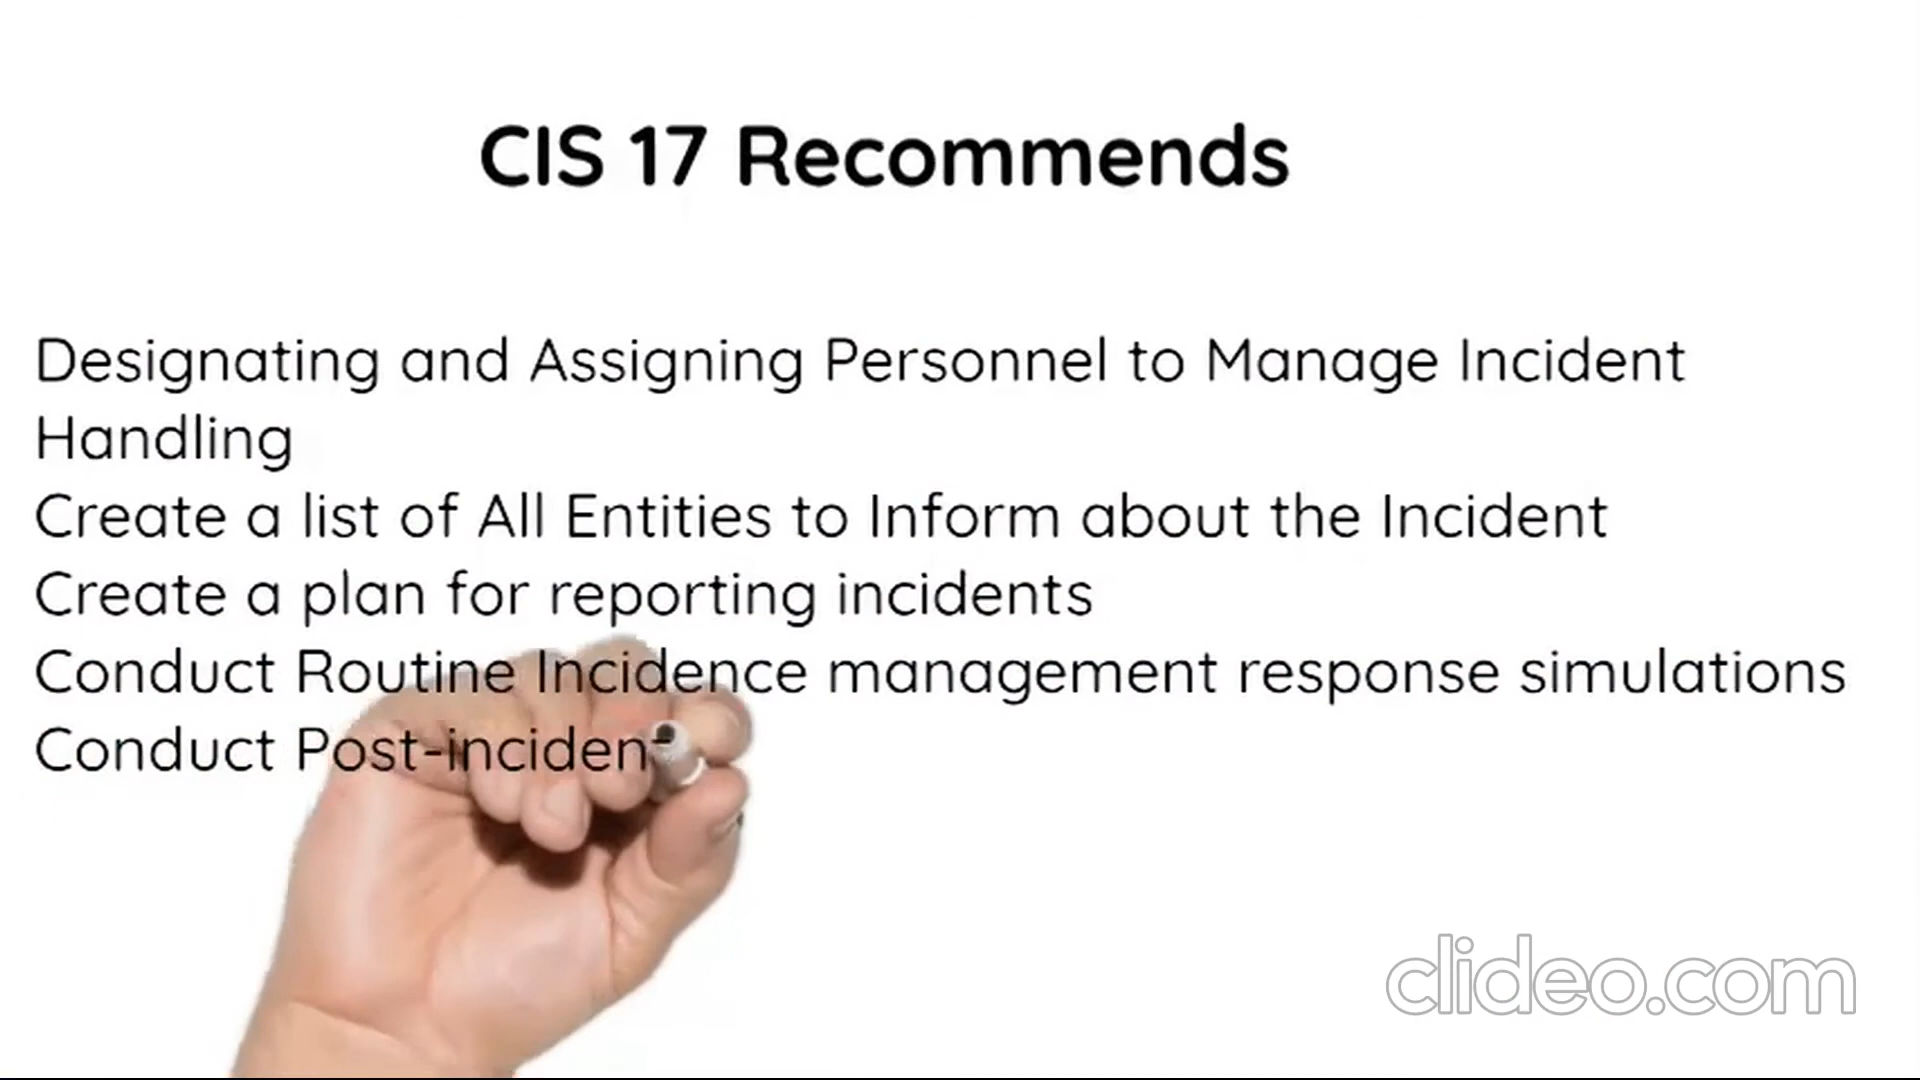 CIS 17 Recommends
Designating and Assigning Personnel to Manage Incident
Handling
Create a list of All Entities to Inform about the Incident
Create a plan for reporting incidents
Conduct Routine Incidence management response simulations
Conduct Post-incident
clideo.com